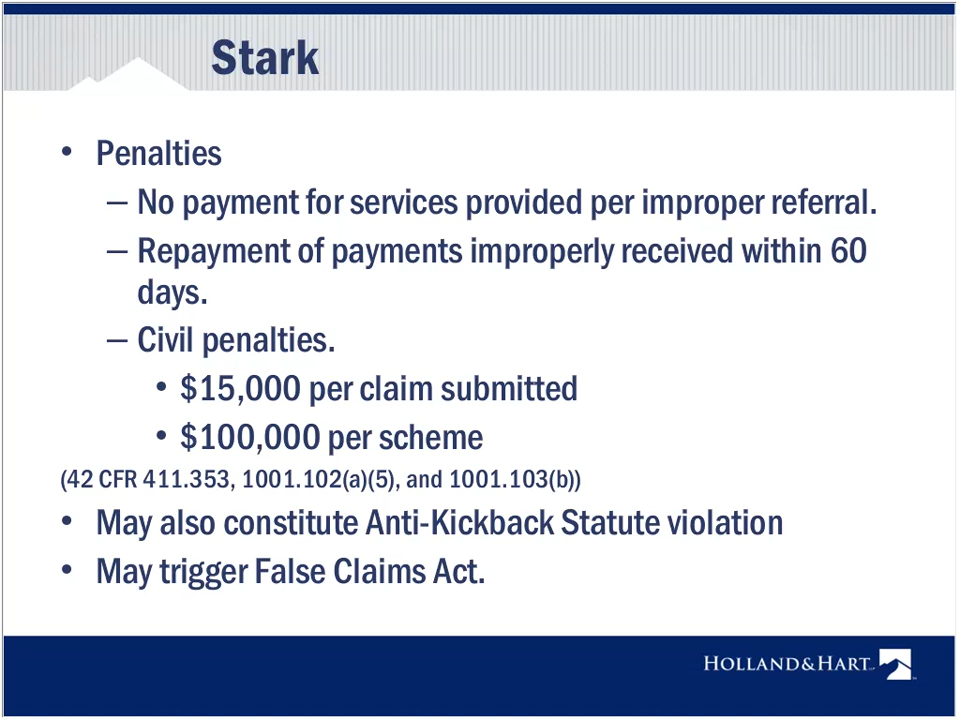 Stark
• Penalties
– No payment for services provided per improper referral.
– Repayment of payments improperly received within 60
days.
– Civil penalties.
• $15,000 per claim submitted
• $100,000 per scheme
(42 CFR 411.353, 1001.102(a)(5), and 1001.103(b))
• May also constitute Anti-Kickback Statute violation
• May trigger False Claims Act.
HOLLAND&HART